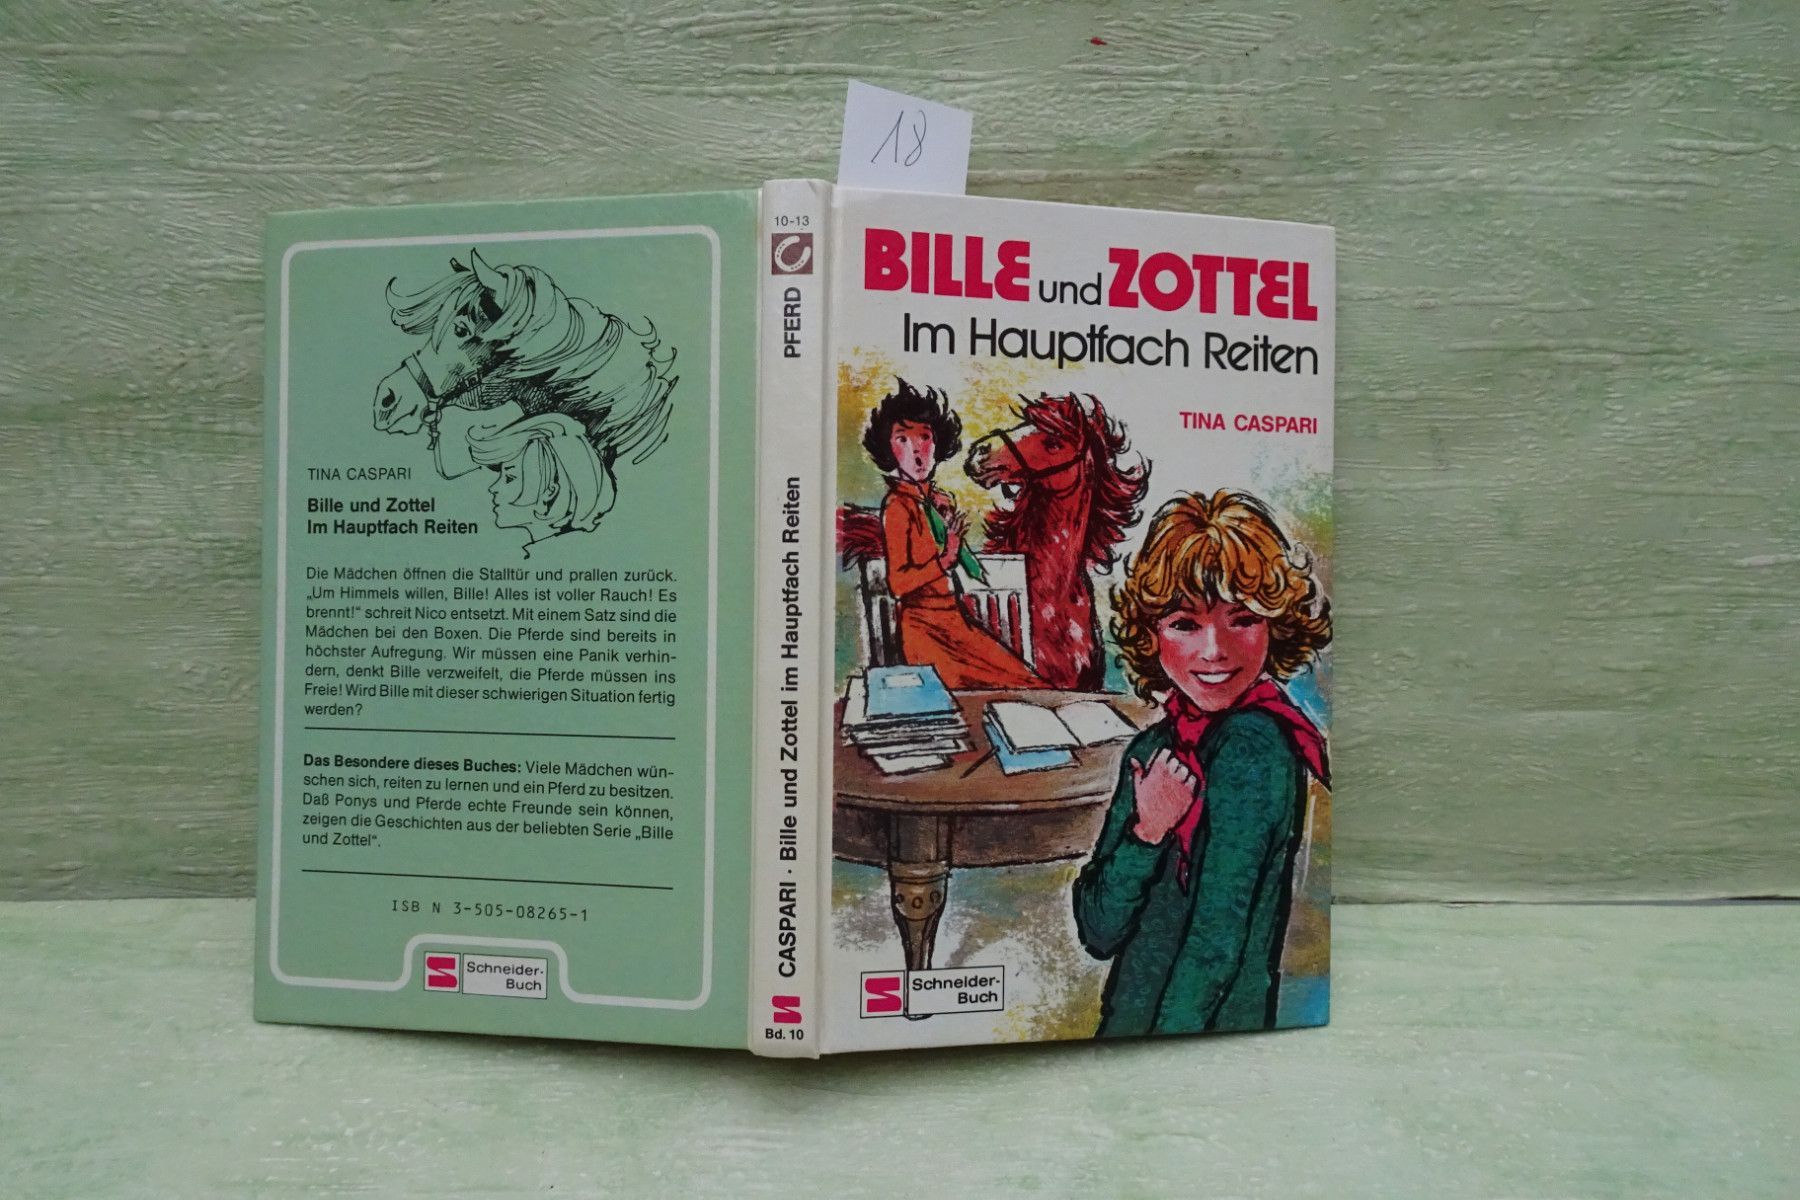 18
TINA CASPARI
Bille und Zottel
Im Hauptfach Reiten
Die Mädchen öffnen die Stalltür und prallen zurück.
„Um Himmels willen, Bille! Alles ist voller Rauch! Es
brennt!“ schreit Nico entsetzt. Mit einem Satz sind die
Mädchen bei den Boxen. Die Pferde sind bereits in
höchster Aufregung. Wir müssen eine Panik verhin-
dern, denkt Bille verzweifelt, die Pferde müssen ins
Freie! Wird Bille mit dieser schwierigen Situation fertig
werden?
Das Besondere dieses Buches: Viele Mädchen wün-
schen sich, reiten zu lernen und ein Pferd zu besitzen.
Daß Ponys und Pferde echte Freunde sein können,
zeigen die Geschichten aus der beliebten Serie „Bille
und Zottel“.
ISBN 3-505-08265-1
Schneider-
Buch
10-13
PFERD
CASPARI · Bille und Zottel im Hauptfach Reiten
Bd. 10
BILLE und ZOTTEL
Im Hauptfach Reiten
TINA CASPARI
Schneider-
Buch